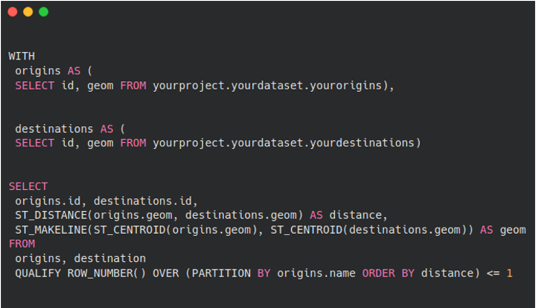 WITH
origins AS (
SELECT id, geom FROM yourproject.yourdataset.yourorigins),
destinations AS (
SELECT id, geom FROM yourproject.yourdataset.yourdestinations)
SELECT
origins.id, destinations.id,
ST_DISTANCE(origins.geom, destinations.geom) AS distance,
ST_MAKELINE(ST_CENTROID(origins.geom), ST_CENTROID(destinations.geom)) AS geom
FROM
origins, destination
QUALIFY ROW_NUMBER() OVER (PARTITION BY origins.name ORDER BY distance) <= 1